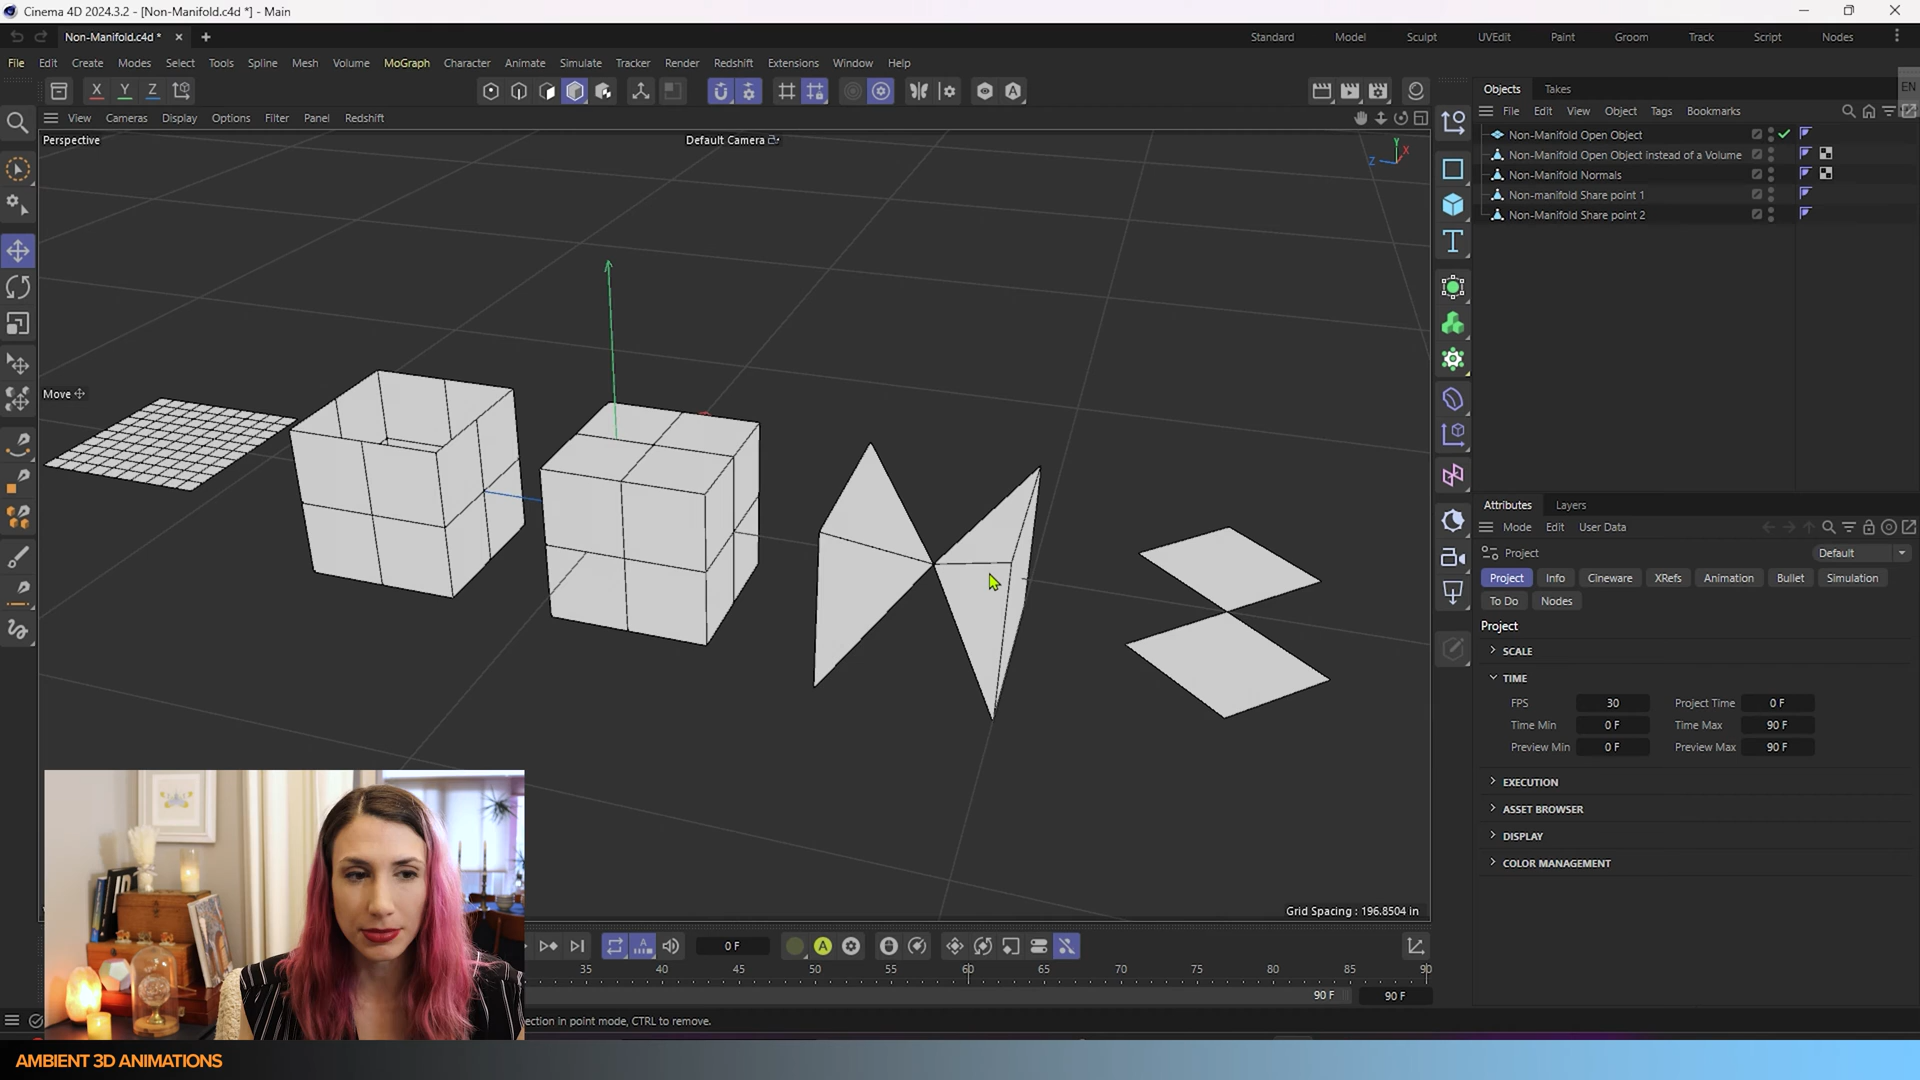 Cinema 4D 2024.3.2 - [Non-Manifold.c4d *] - Main
Non-Manifold.c4d *
Standard Model Sculpt UVEdit Paint Groom Track Script Nodes
File Edit Create Modes Select Tools Spline Mesh Volume MoGraph Character Animate Simulate Tracker Render Redshift Extensions Window Help
X Y Z
Objects Takes
EN
View Cameras Display Options Filter Panel Redshift
File Edit View Object Tags Bookmarks
Perspective
Default Camera
Y
X
Z
Non-Manifold Open Object
Non-Manifold Open Object instead of a Volume
Non-Manifold Normals
Non-manifold Share point 1
Non-Manifold Share point 2
Move
Attributes Layers
Mode Edit User Data
Project
Default
Project Info Cineware XRefs Animation Bullet Simulation
To Do Nodes
Project
SCALE
TIME
FPS 30 Project Time 0 F
Time Min 0 F Time Max 90 F
Preview Min 0 F Preview Max 90 F
EXECUTION
ASSET BROWSER
DISPLAY
COLOR MANAGEMENT
Grid Spacing : 196.8504 in
0 F
35 40 45 50 55 60 65 70 75 80 85 90
90 F 90 F
ection in point mode, CTRL to remove.
AMBIENT 3D ANIMATIONS